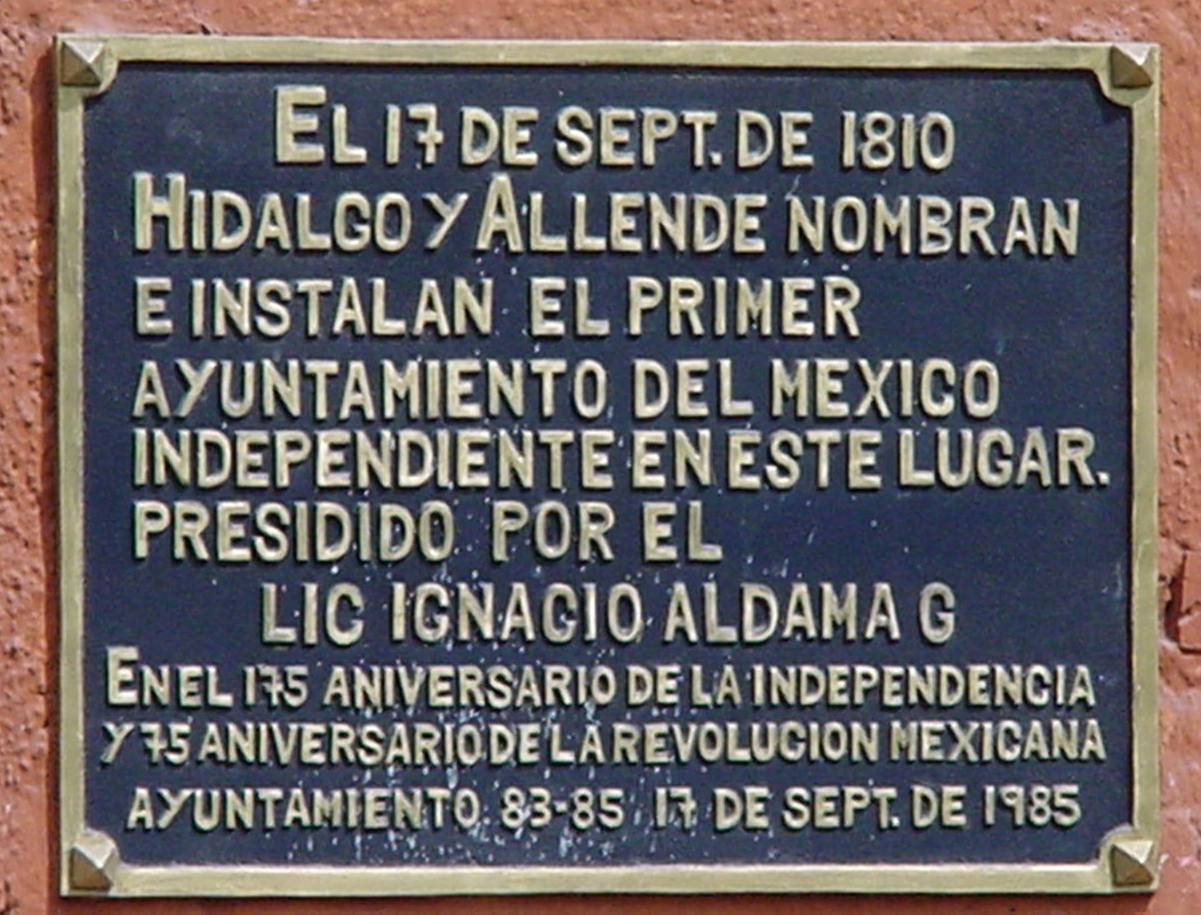 EL 17 DE SEPT. DE 1810
HIDALGO Y ALLENDE NOMBRAN
E INSTALAN EL PRIMER
AYUNTAMIENTO DEL MEXICO
INDEPENDIENTE EN ESTE LUGAR.
PRESIDIDO POR EL
LIC IGNACIO ALDAMA G
EN EL 175 ANIVERSARIO DE LA INDEPENDENCIA
Y 75 ANIVERSARIO DE LA REVOLUCION MEXICANA
AYUNTAMIENTO 83-85 17 DE SEPT. DE 1985